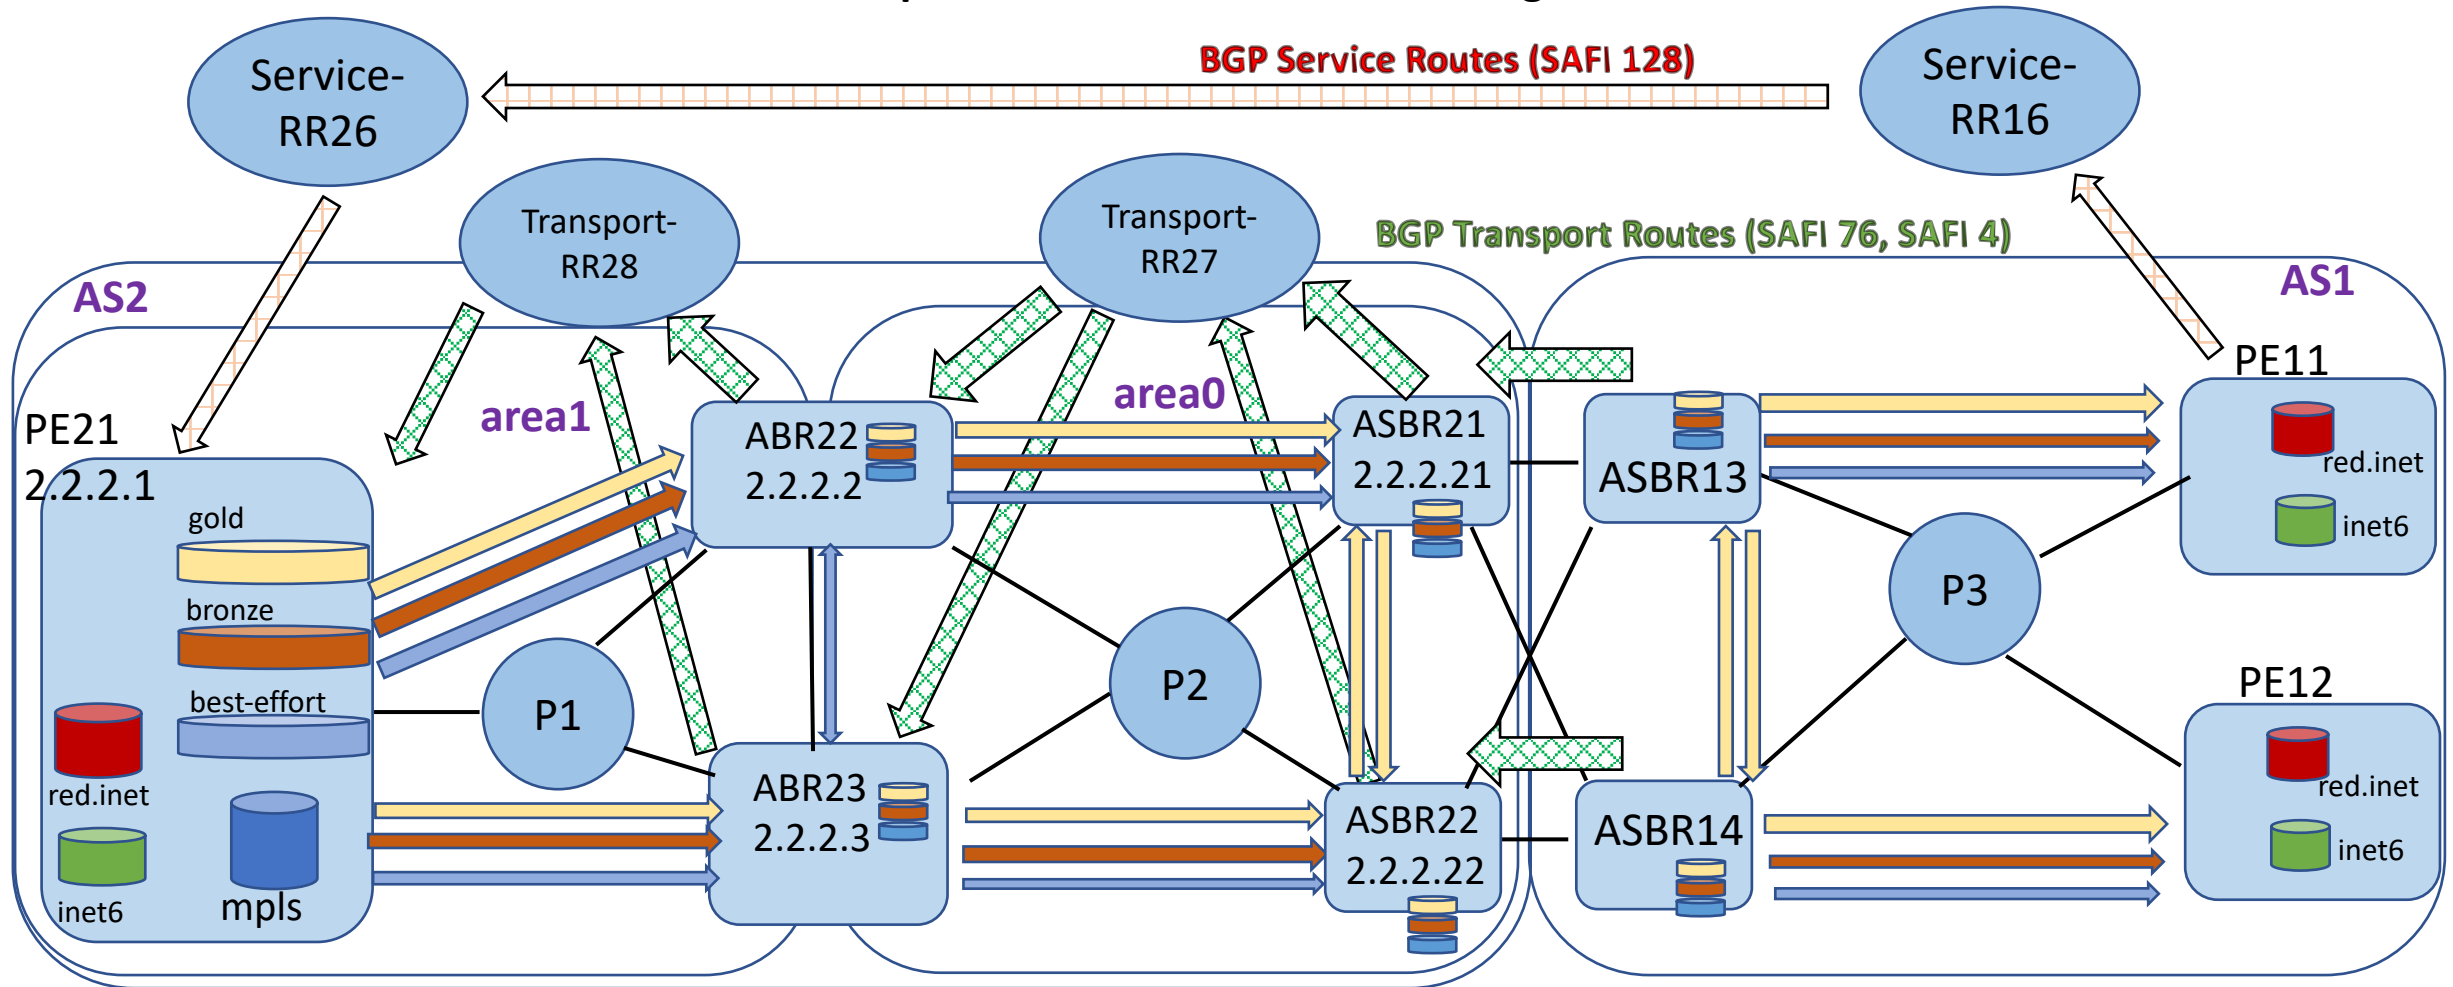 BGP Service Routes (SAFI 128)
Service-
RR26
Service-
RR16
Transport-
RR28
Transport-
RR27
BGP Transport Routes (SAFI 76, SAFI 4)
AS2
AS1
area1
area0
PE21
2.2.2.1
gold
bronze
best-effort
red.inet
inet6
mpls
P1
ABR22
2.2.2.2
ABR23
2.2.2.3
P2
ASBR21
2.2.2.21
ASBR22
2.2.2.22
ASBR13
ASBR14
P3
PE11
red.inet
inet6
PE12
red.inet
inet6